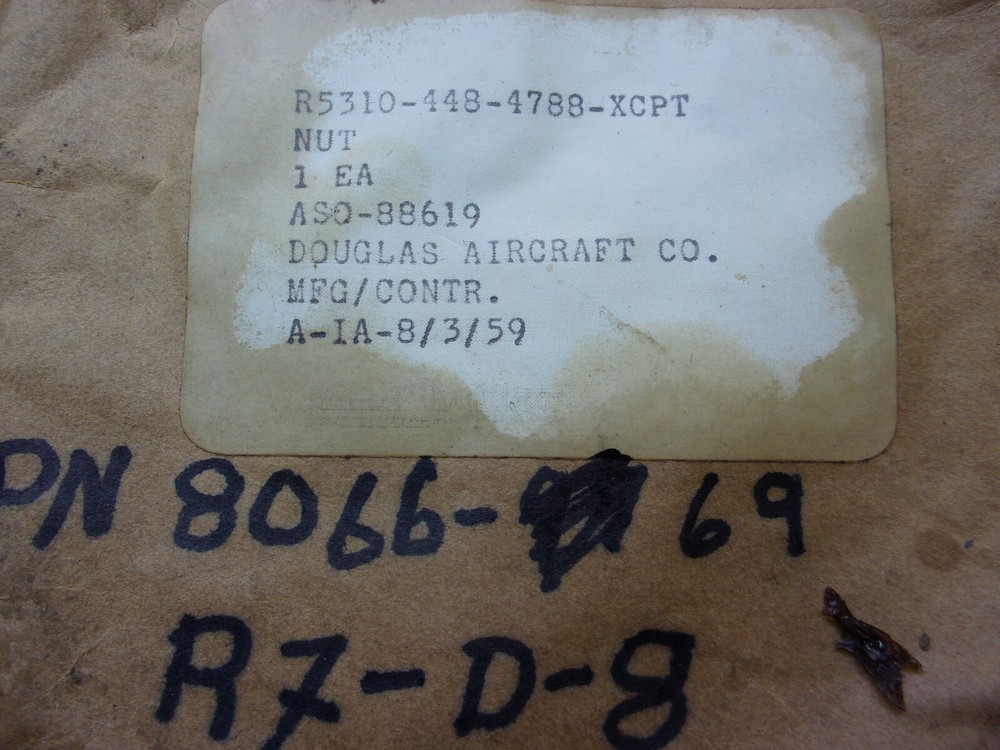 R5310-448-4788-XCPT
NUT
1 EA
ASO-88619
DOUGLAS AIRCRAFT CO.
MFG/CONTR.
A-IA-8/3/59
PN 8066- 69
R7-D-8